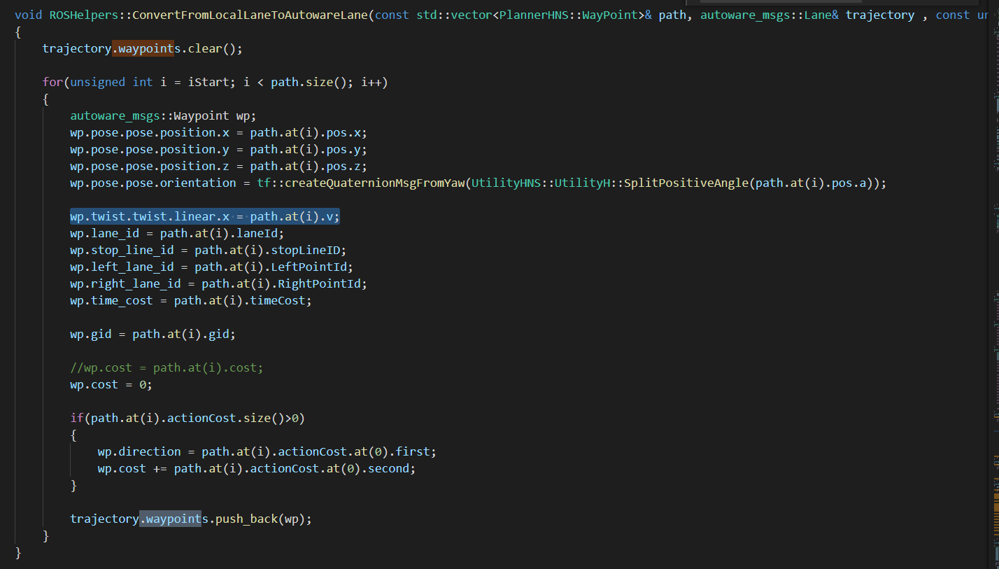 void ROSHelpers::ConvertFromLocalLaneToAutowareLane(const std::vector<PlannerHNS::WayPoint>& path, autoware_msgs::Lane& trajectory , const
{
trajectory.waypoints.clear();
for(unsigned int i = iStart; i < path.size(); i++)
{
autoware_msgs::Waypoint wp;
wp.pose.pose.position.x = path.at(i).pos.x;
wp.pose.pose.position.y = path.at(i).pos.y;
wp.pose.pose.position.z = path.at(i).pos.z;
wp.pose.pose.orientation = tf::createQuaternionMsgFromYaw(UtilityHNS::UtilityH::SplitPositiveAngle(path.at(i).pos.a));
wp.twist.twist.linear.x = path.at(i).v;
wp.lane_id = path.at(i).laneId;
wp.stop_line_id = path.at(i).stopLineID;
wp.left_lane_id = path.at(i).LeftPointId;
wp.right_lane_id = path.at(i).RightPointId;
wp.time_cost = path.at(i).timeCost;
wp.gid = path.at(i).gid;
//wp.cost = path.at(i).cost;
wp.cost = 0;
if(path.at(i).actionCost.size()>0)
{
wp.direction = path.at(i).actionCost.at(0).first;
wp.cost += path.at(i).actionCost.at(0).second;
}
trajectory.waypoints.push_back(wp);
}
}